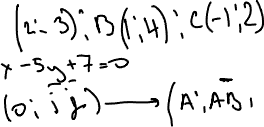 (2; -3); B(1; 4); C(-1; 2)
x - 5y + 7 = 0
(0; i̅ j̅) ⟶ (A; A̅B̅,